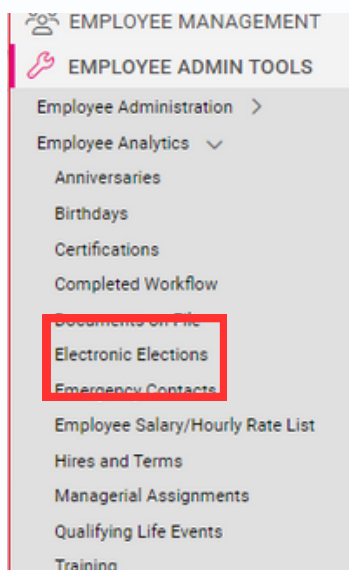 EMPLOYEE MANAGEMENT
EMPLOYEE ADMIN TOOLS
Employee Administration >
Employee Analytics
Anniversaries
Birthdays
Certifications
Completed Workflow
Documents on File
Electronic Elections
Emergency Contacts
Employee Salary/Hourly Rate List
Hires and Terms
Managerial Assignments
Qualifying Life Events
Training